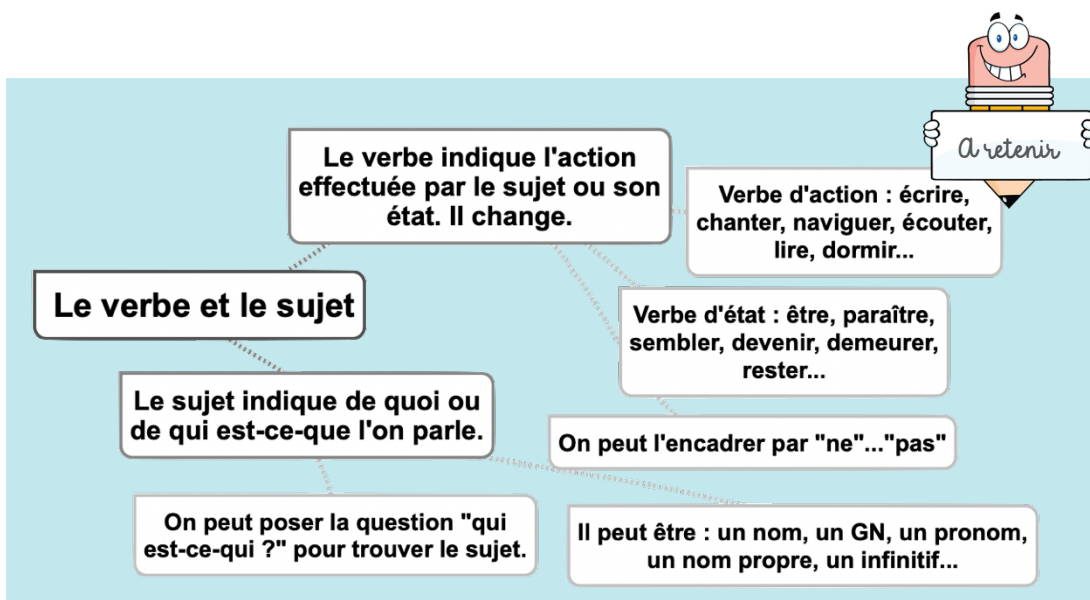 A retenir
Le verbe indique l'action
effectuée par le sujet ou son
état. Il change.
Verbe d'action : écrire,
chanter, naviguer, écouter,
lire, dormir...
Le verbe et le sujet
Verbe d'état : être, paraître,
sembler, devenir, demeurer,
rester...
Le sujet indique de quoi ou
de qui est-ce-que l'on parle.
On peut l'encadrer par "ne"..."pas"
On peut poser la question "qui
est-ce-qui ?" pour trouver le sujet.
Il peut être : un nom, un GN, un pronom,
un nom propre, un infinitif...